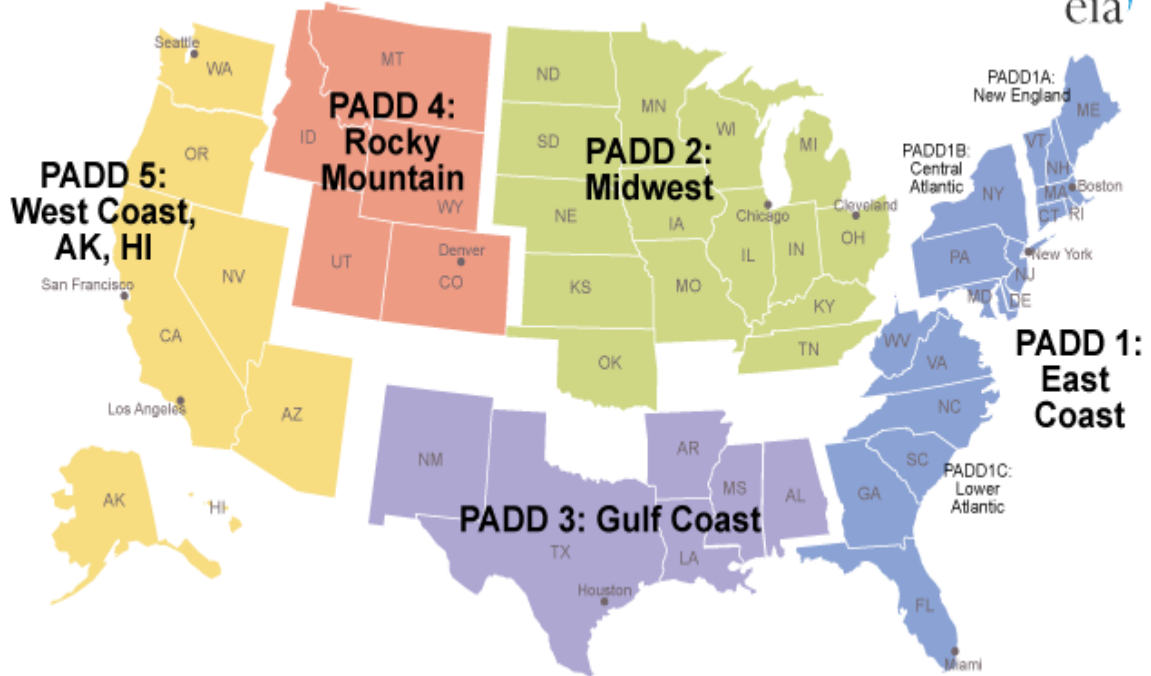 eia
Seattle
WA
OR
PADD 5:
West Coast,
AK, HI
San Francisco
NV
CA
Los Angeles
AZ
AK
HI
MT
PADD 4:
Rocky
Mountain
ID
WY
UT
Denver
CO
ND
MN
SD
WI
MI
PADD 2:
Midwest
NE
IA
Chicago
Cleveland
IL
IN
OH
KS
MO
KY
OK
TN
NM
AR
MS
AL
PADD 3: Gulf Coast
TX
LA
Houston
PADD1A:
New England
ME
VT
NH
PADD1B:
Central
Atlantic
NY
MA
Boston
CT
RI
PA
New York
NJ
MD
DE
WV
VA
PADD 1:
East
Coast
NC
SC
PADD1C:
Lower
Atlantic
GA
FL
Miami